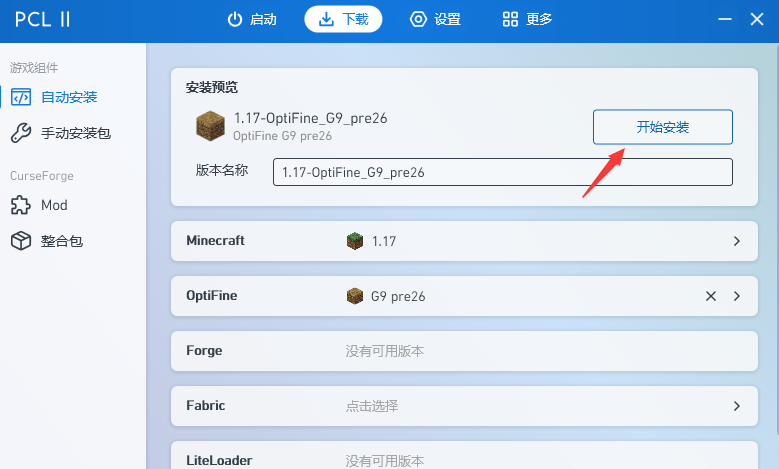 PCL II
启动
下载
设置
更多
游戏组件
自动安装
手动安装包
CurseForge
Mod
整合包
安装预览
1.17-OptiFine_G9_pre26
OptiFine G9 pre26
开始安装
版本名称
1.17-OptiFine_G9_pre26
Minecraft 1.17
OptiFine G9 pre26
Forge 没有可用版本
Fabric 点击选择
LiteLoader 没有可用版本